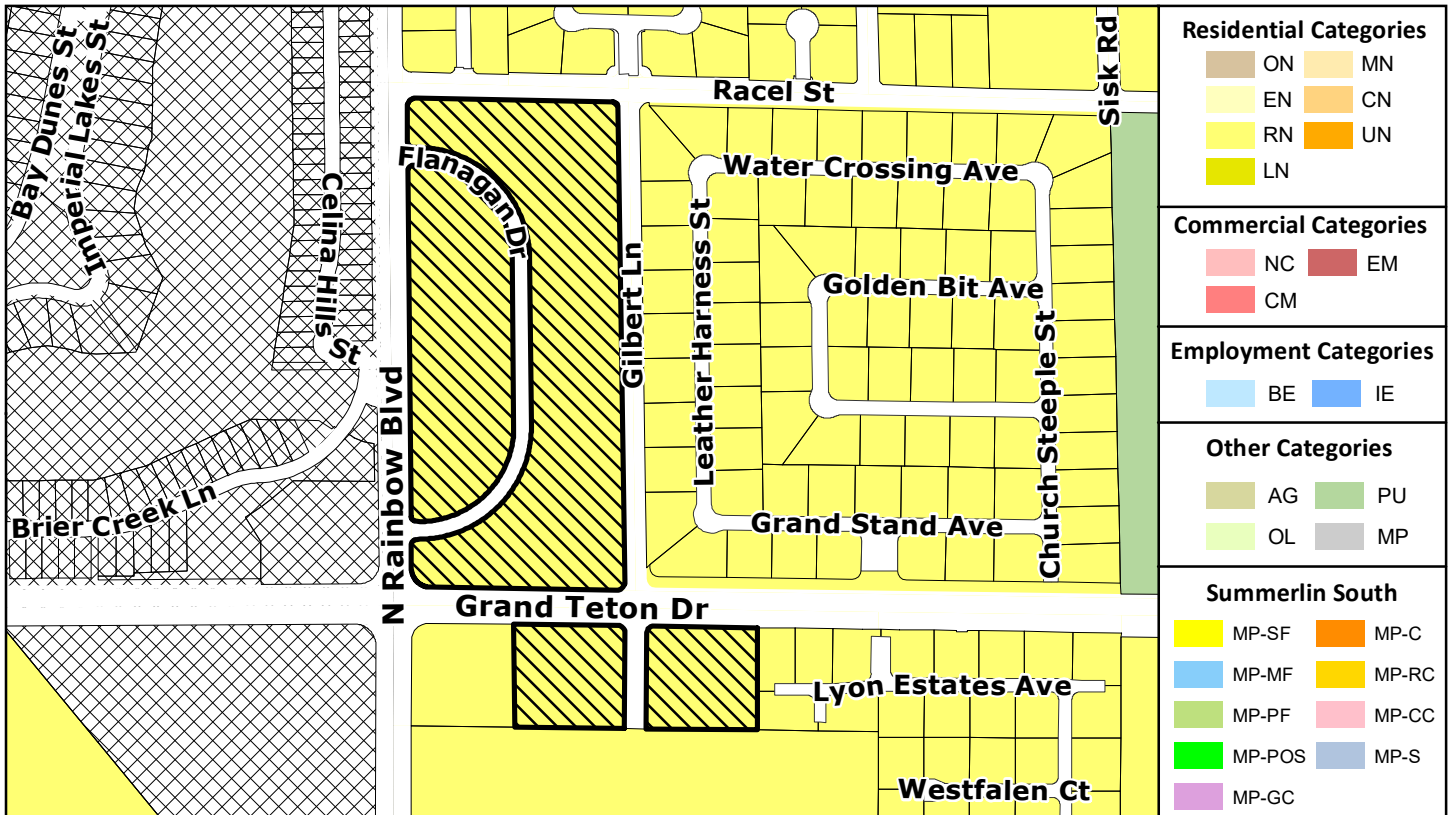 Bay Dunes St
Imperial Lakes St
Celina Hills St
Brier Creek Ln
N Rainbow Blvd
Flanagan Dr
Gilbert Ln
Racel St
Sisk Rd
Water Crossing Ave
Leather Harness St
Golden Bit Ave
Church Steeple St
Grand Stand Ave
Grand Teton Dr
Lyon Estates Ave
Westfalen Ct
Residential Categories
ON MN
EN CN
RN UN
LN
Commercial Categories
NC EM
CM
Employment Categories
BE IE
Other Categories
AG PU
OL MP
Summerlin South
MP-SF MP-C
MP-MF MP-RC
MP-PF MP-CC
MP-POS MP-S
MP-GC